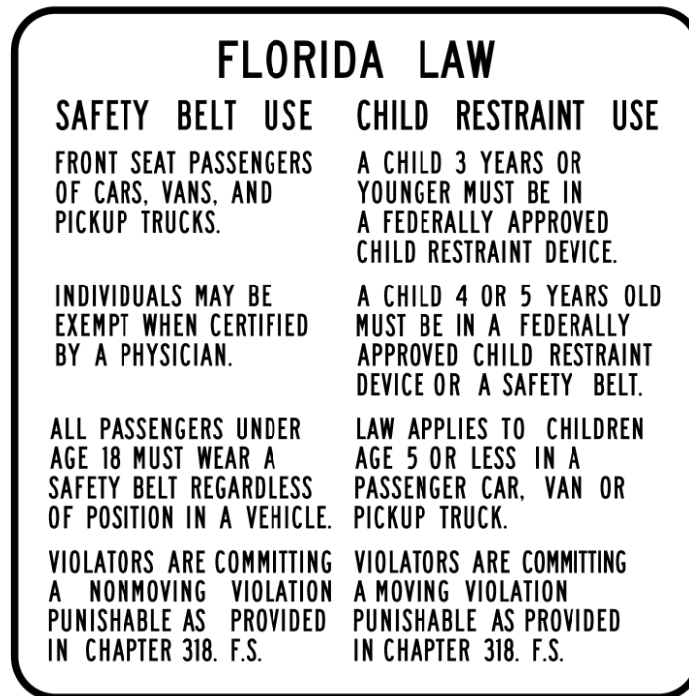 FLORIDA LAW
SAFETY BELT USE
FRONT SEAT PASSENGERS
OF CARS, VANS, AND
PICKUP TRUCKS.
INDIVIDUALS MAY BE
EXEMPT WHEN CERTIFIED
BY A PHYSICIAN.
ALL PASSENGERS UNDER
AGE 18 MUST WEAR A
SAFETY BELT REGARDLESS
OF POSITION IN A VEHICLE.
VIOLATORS ARE COMMITTING
A NONMOVING VIOLATION
PUNISHABLE AS PROVIDED
IN CHAPTER 318. F.S.
CHILD RESTRAINT USE
A CHILD 3 YEARS OR
YOUNGER MUST BE IN
A FEDERALLY APPROVED
CHILD RESTRAINT DEVICE.
A CHILD 4 OR 5 YEARS OLD
MUST BE IN A FEDERALLY
APPROVED CHILD RESTRAINT
DEVICE OR A SAFETY BELT.
LAW APPLIES TO CHILDREN
AGE 5 OR LESS IN A
PASSENGER CAR, VAN OR
PICKUP TRUCK.
VIOLATORS ARE COMMITTING
A MOVING VIOLATION
PUNISHABLE AS PROVIDED
IN CHAPTER 318. F.S.